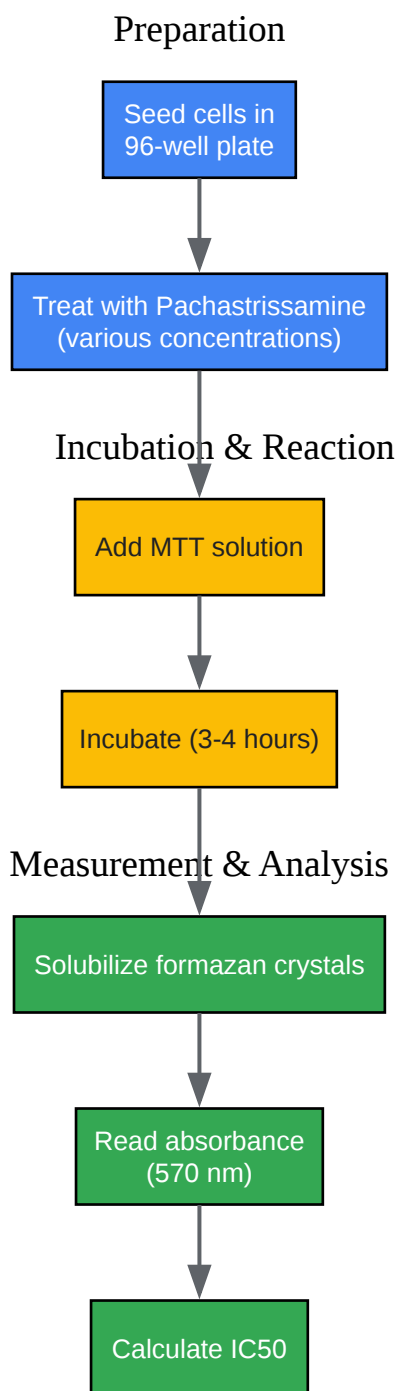 Preparation
Seed cells in
96-well plate
Treat with Pachastrissamine
(various concentrations)
Incubation & Reaction
Add MTT solution
Incubate (3-4 hours)
Measurement & Analysis
Solubilize formazan crystals
Read absorbance
(570 nm)
Calculate IC50